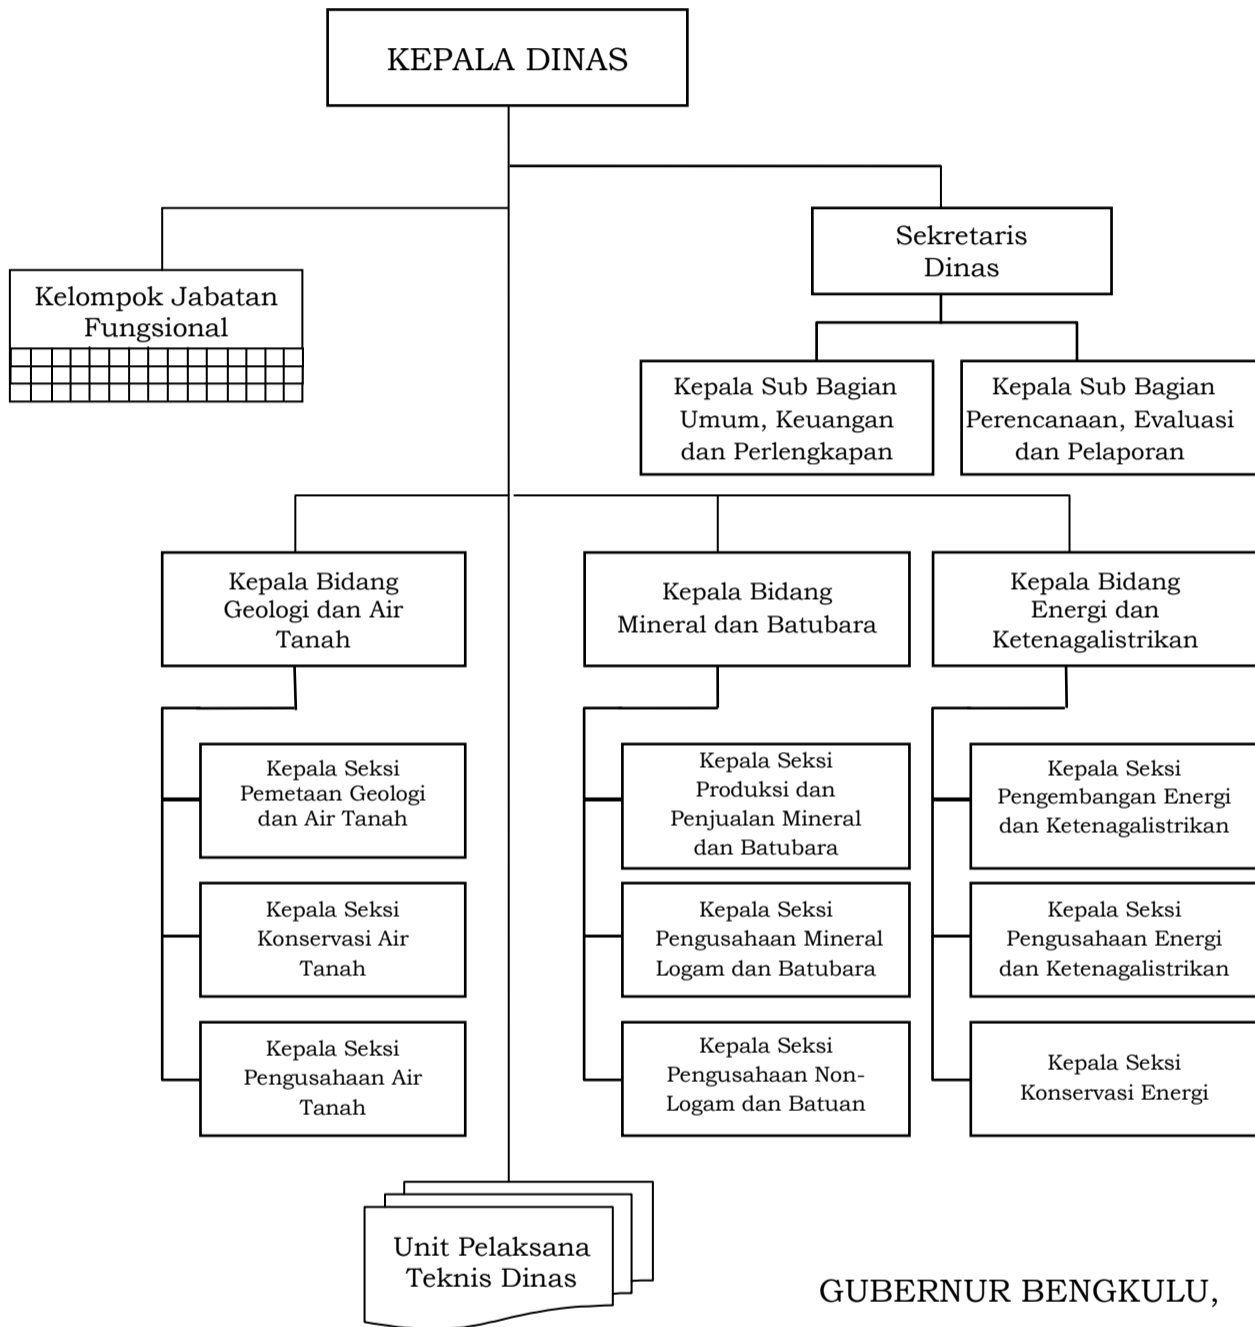 KEPALA DINAS
Sekretaris
Dinas
Kelompok Jabatan
Fungsional
Kepala Sub Bagian
Umum, Keuangan
dan Perlengkapan
Kepala Sub Bagian
Perencanaan, Evaluasi
dan Pelaporan
Kepala Bidang
Geologi dan Air
Tanah
Kepala Bidang
Mineral dan Batubara
Kepala Bidang
Energi dan
Ketenagalistrikan
Kepala Seksi
Pemetaan Geologi
dan Air Tanah
Kepala Seksi
Konservasi Air
Tanah
Kepala Seksi
Pengusahaan Air
Tanah
Kepala Seksi
Produksi dan
Penjualan Mineral
dan Batubara
Kepala Seksi
Pengusahaan Mineral
Logam dan Batubara
Kepala Seksi
Pengusahaan Non-
Logam dan Batuan
Kepala Seksi
Pengembangan Energi
dan Ketenagalistrikan
Kepala Seksi
Pengusahaan Energi
dan Ketenagalistrikan
Kepala Seksi
Konservasi Energi
Unit Pelaksana
Teknis Dinas
GUBERNUR BENGKULU,